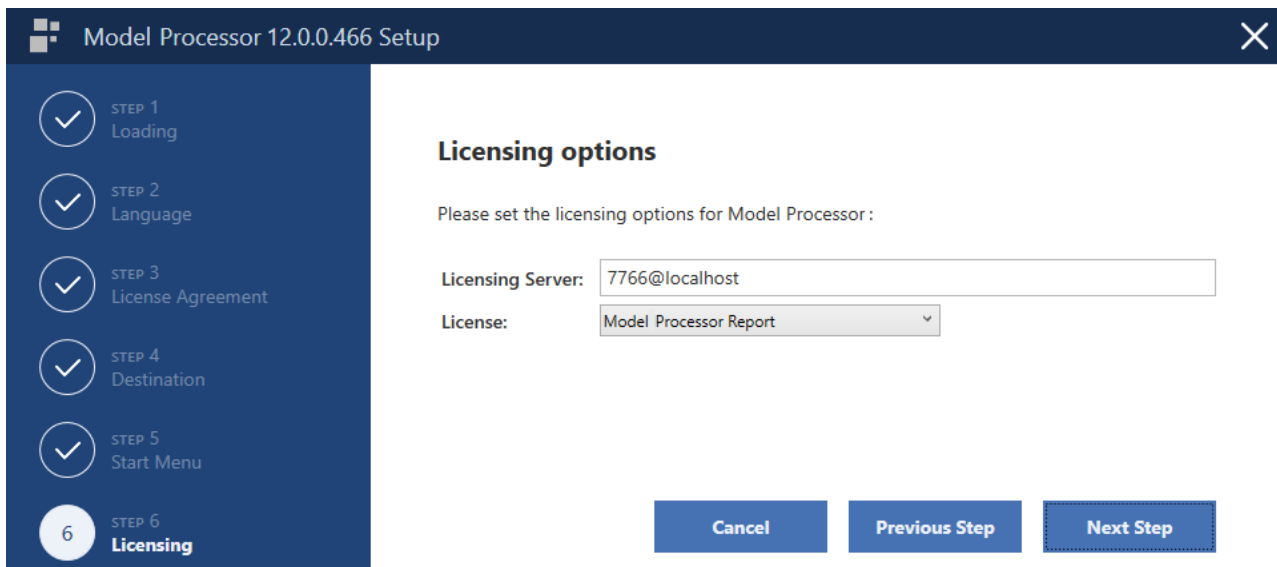 Model Processor 12.0.0.466 Setup
STEP 1
Loading
STEP 2
Language
STEP 3
License Agreement
STEP 4
Destination
STEP 5
Start Menu
6
STEP 6
Licensing
Licensing options
Please set the licensing options for Model Processor :
Licensing Server: 7766@localhost
License: Model Processor Report
Cancel Previous Step Next Step